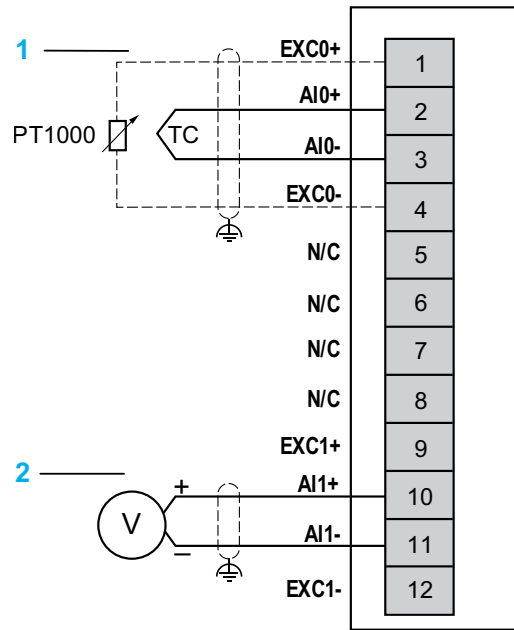 1
EXC0+
1
AI0+
2
PT1000
TC
AI0-
3
EXC0-
4
N/C
5
N/C
6
N/C
7
N/C
8
EXC1+
9
2
+
AI1+
10
V
AI1-
11
–
EXC1-
12